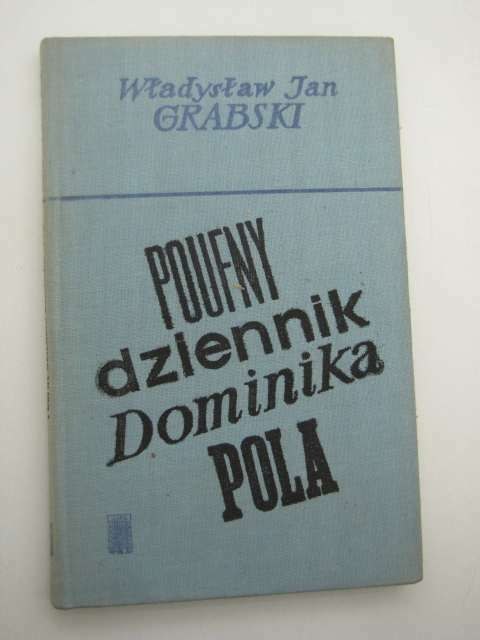 Władysław Jan
GRABSKI
POUFNY
dziennik
Dominika
POLA